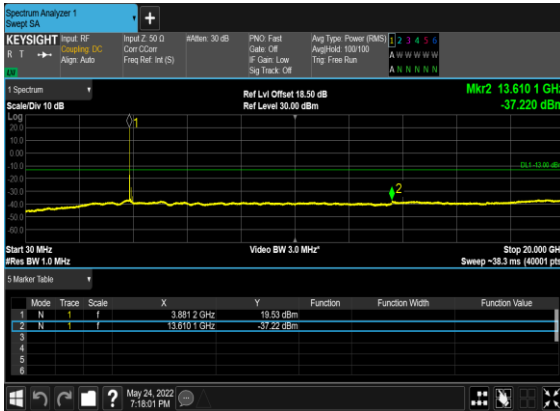 Spectrum Analyzer 1
Swept SA
+
KEYSIGHT Input: RF Input Z: 50 Ω #Atten: 30 dB PNO: Fast Avg Type: Power (RMS) 1 2 3 4 5 6
R T Coupling: DC Corr CCorr Gate: Off Avg|Hold: 100/100 A W W W W W
Align: Auto Freq Ref: Int (S) IF Gain: Low Trig: Free Run
Sig Track: Off A N N N N N
1 Spectrum Ref Lvl Offset 18.50 dB Mkr2 13.610 1 GHz
Scale/Div 10 dB Ref Level 30.00 dBm -37.220 dBm
Log
20.0
10.0
0.00
-10.0
-20.0
-30.0
-40.0
-50.0
-60.0
1
DL1 -13.00 dBm
2
Start 30 MHz Video BW 3.0 MHz* Stop 20.000 GHz
#Res BW 1.0 MHz Sweep ~38.3 ms (40001 pts)
5 Marker Table
Mode Trace Scale X Y Function Function Width Function Value
1 N 1 f 3.881 2 GHz 19.53 dBm
2 N 1 f 13.610 1 GHz -37.22 dBm
3
4
5
6
? May 24, 2022
7:18:01 PM